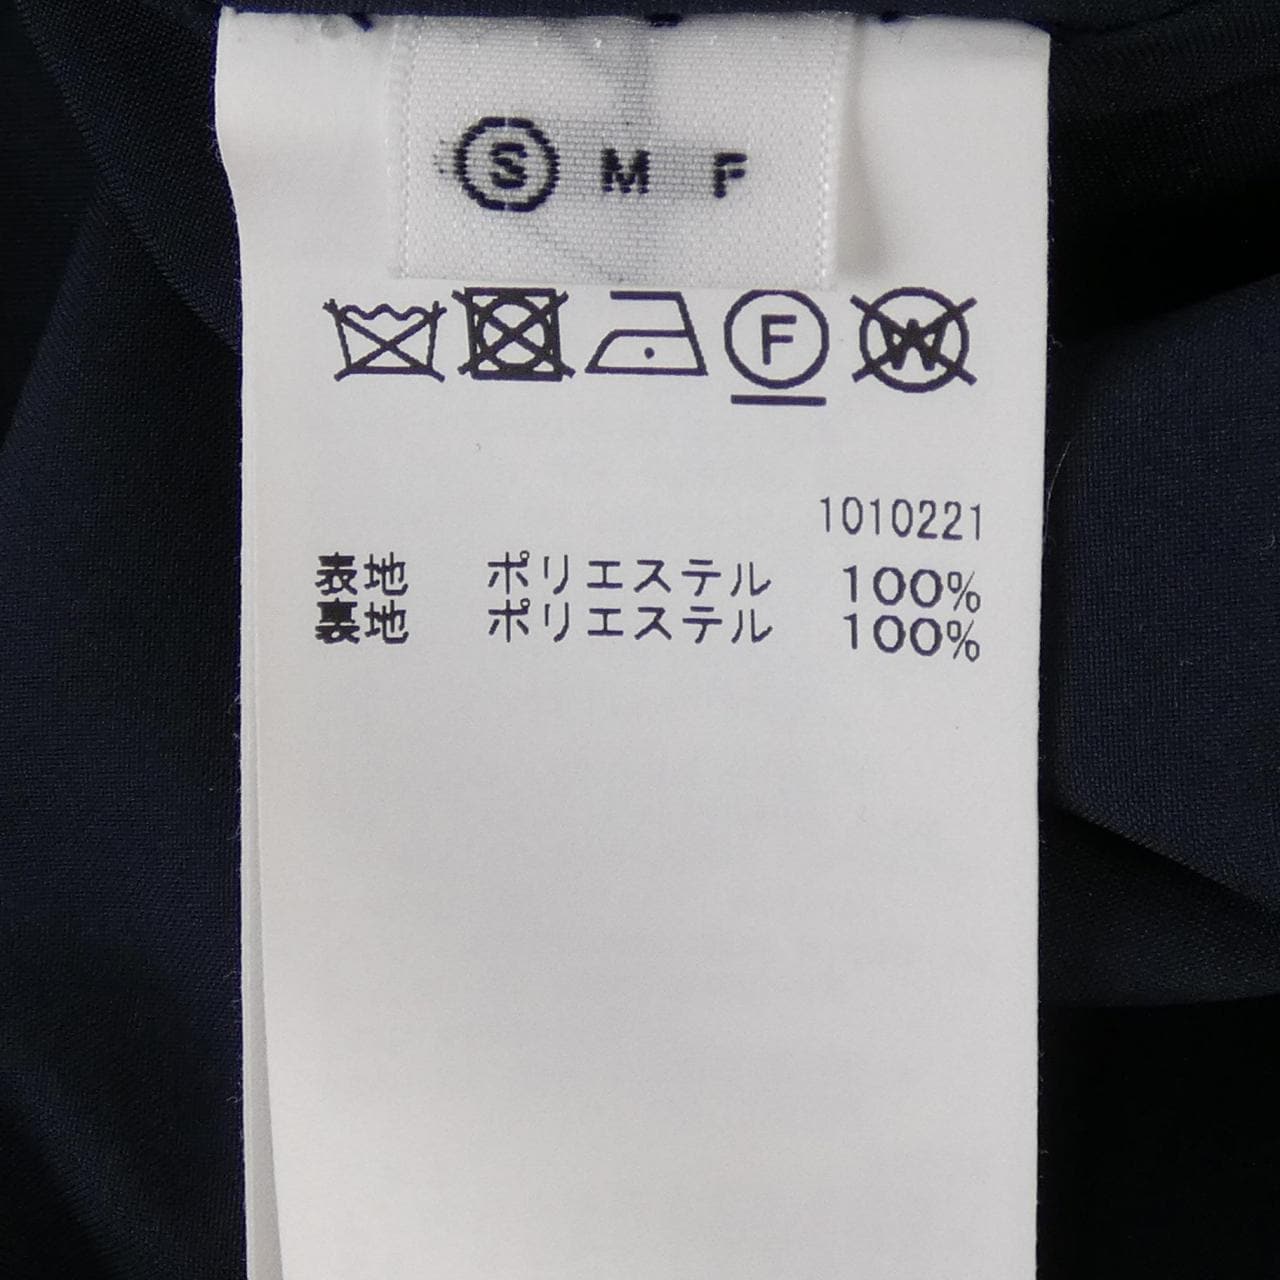 S M F
F W
1010221
表地 ポリエステル 100%
裏地 ポリエステル 100%